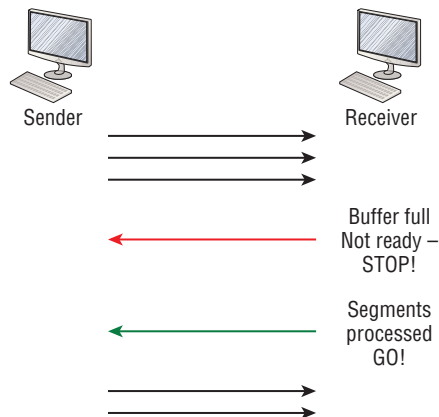 Sender
Receiver
Buffer full
Not ready –
STOP!
Segments
processed
GO!